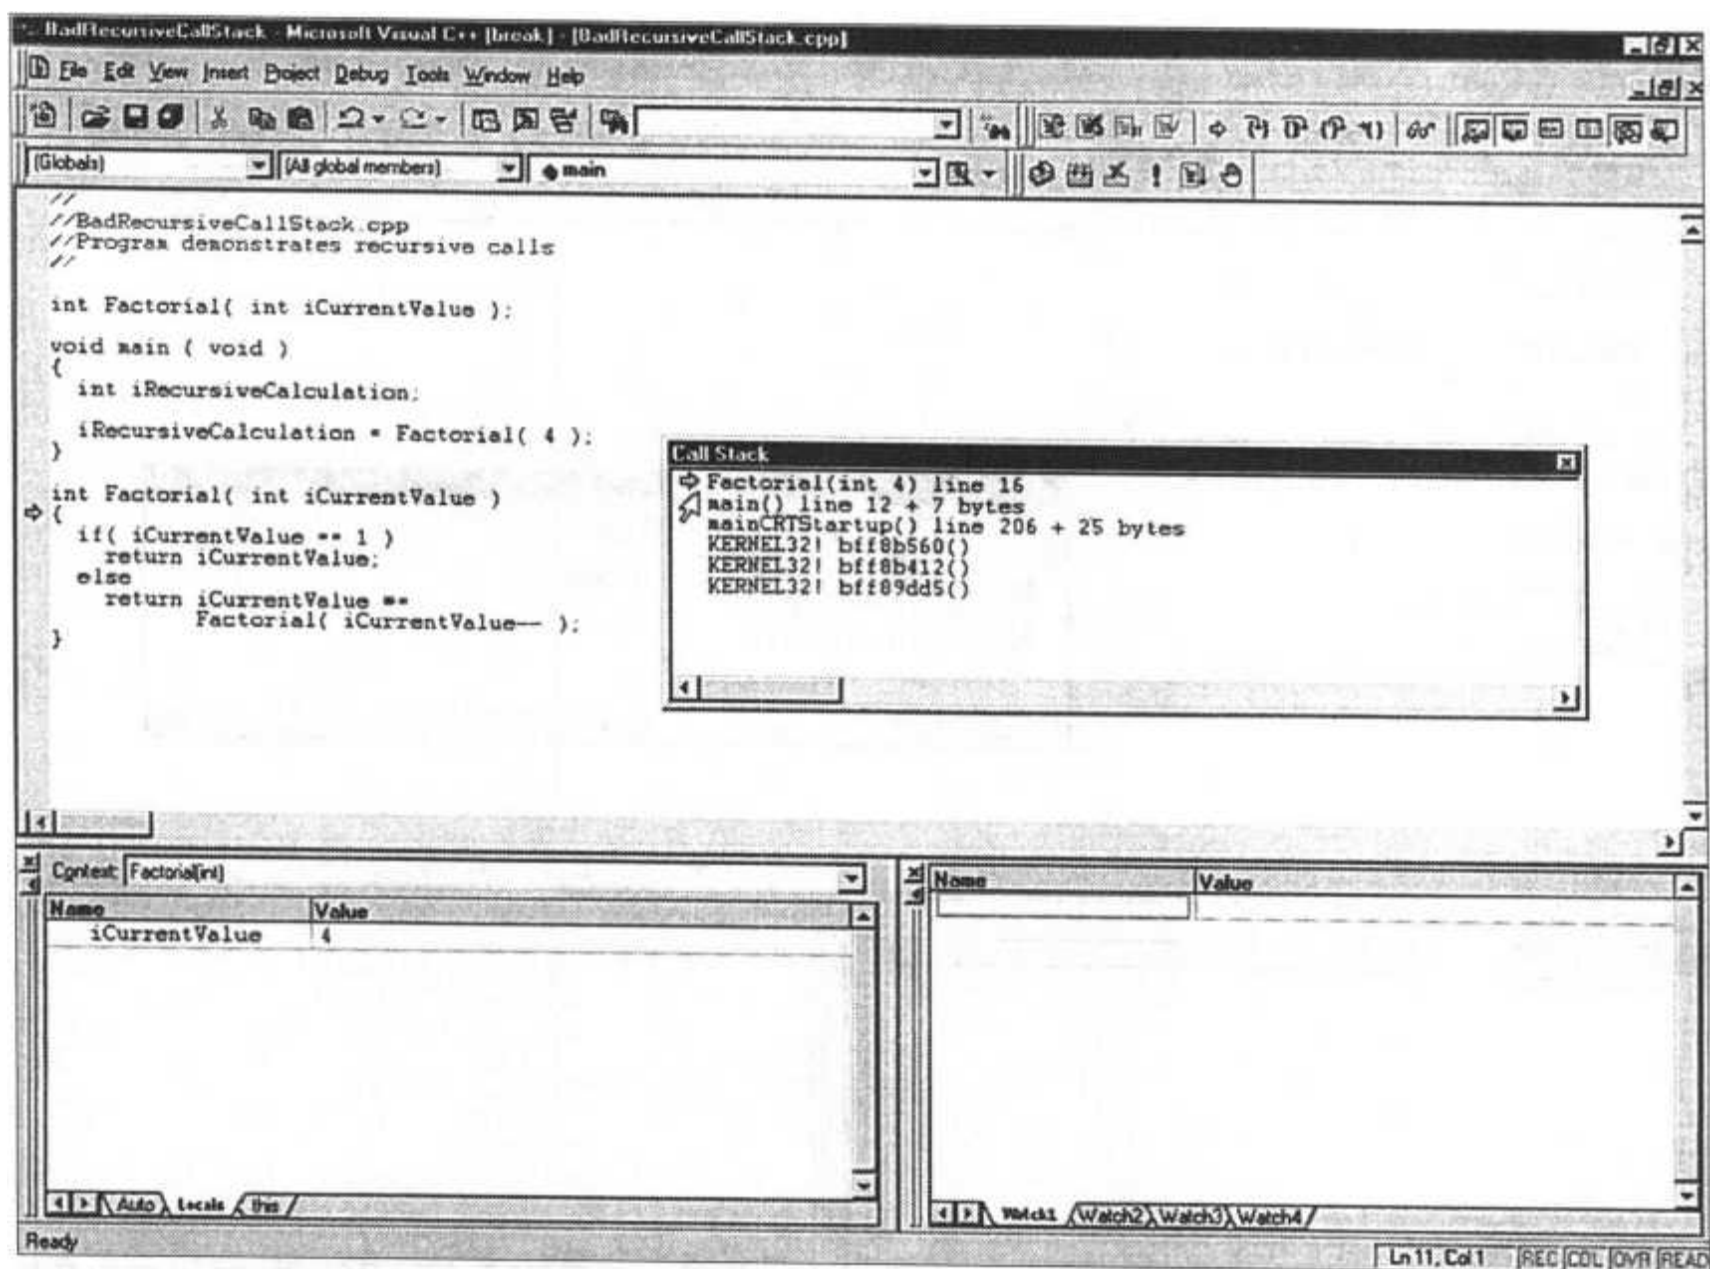 BadRecursiveCallStack - Microsoft Visual C++ [break] - [BadRecursiveCallStack.cpp]
File Edit View Insert Project Debug Tools Window Help
(Globals) (All global members) main
//
//BadRecursiveCallStack.cpp
//Program demonstrates recursive calls
//
int Factorial( int iCurrentValue );
void main ( void )
{
int iRecursiveCalculation;
iRecursiveCalculation = Factorial( 4 );
}
int Factorial( int iCurrentValue )
{
if( iCurrentValue == 1 )
return iCurrentValue;
else
return iCurrentValue *=
Factorial( iCurrentValue-- );
}
Call Stack
Factorial(int 4) line 16
main() line 12 + 7 bytes
mainCRTStartup() line 206 + 25 bytes
KERNEL32! bff8b560()
KERNEL32! bff8b412()
KERNEL32! bff89dd5()
Context: Factorial(int)
Name Value
iCurrentValue 4
Auto Locals this
Name Value
Watch1 Watch2 Watch3 Watch4
Ready
Ln 11, Col 1 REC COL OVR READ